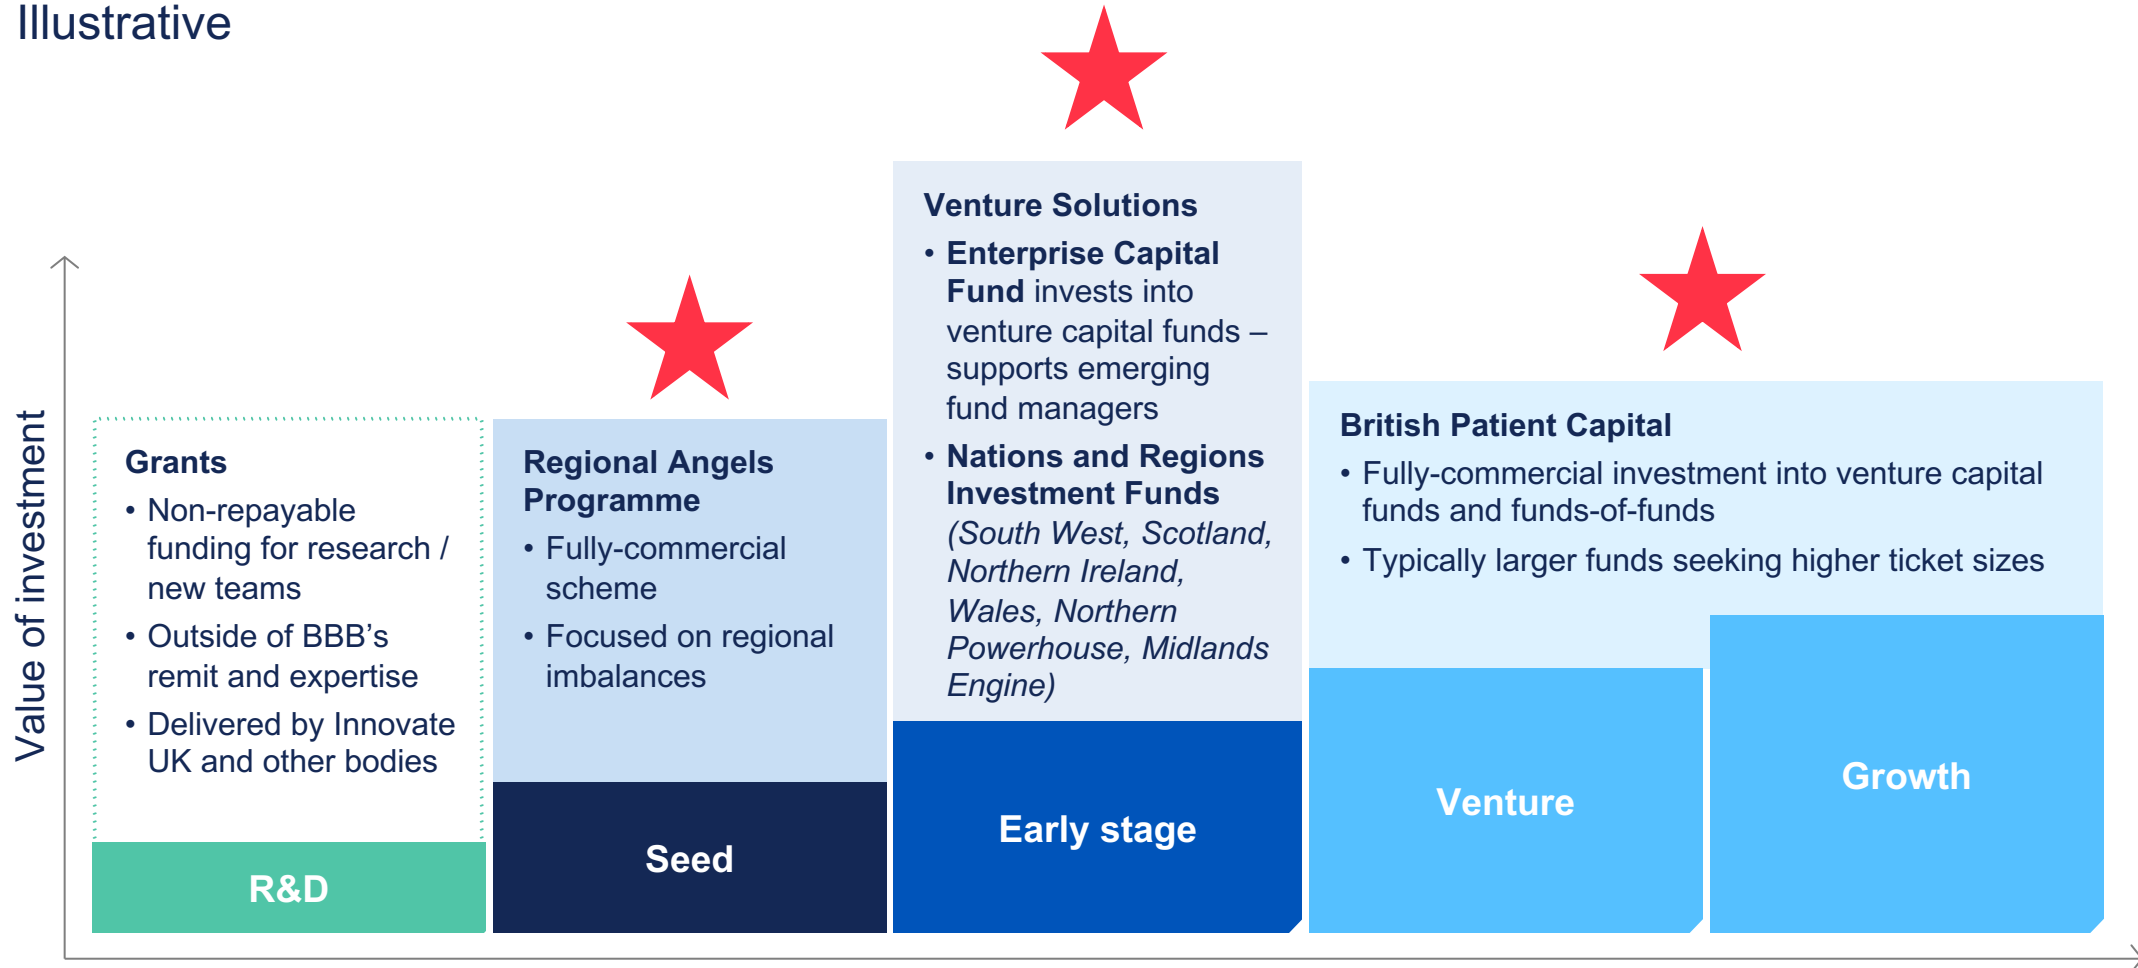 Illustrative
Value of investment
Grants
• Non-repayable
funding for research /
new teams
• Outside of BBB’s
remit and expertise
• Delivered by Innovate
UK and other bodies
R&D
Regional Angels
Programme
• Fully-commercial
scheme
• Focused on regional
imbalances
Seed
Venture Solutions
• Enterprise Capital
Fund invests into
venture capital funds –
supports emerging
fund managers
• Nations and Regions
Investment Funds
(South West, Scotland,
Northern Ireland,
Wales, Northern
Powerhouse, Midlands
Engine)
Early stage
British Patient Capital
• Fully-commercial investment into venture capital
funds and funds-of-funds
• Typically larger funds seeking higher ticket sizes
Venture
Growth